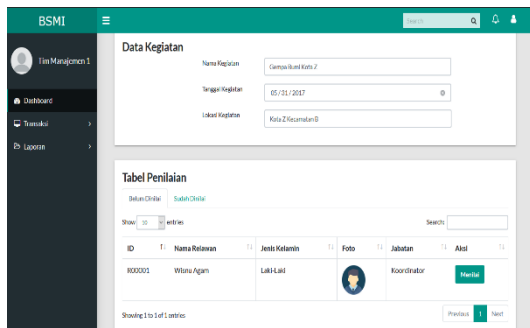 BSMI
Search
Tim Manajemen 1
Dashboard
Transaksi
Laporan
Data Kegiatan
Nama Kegiatan
Gempa Bumi Kota Z
Tanggal Kegiatan
05/31/2017
Lokasi Kegiatan
Kota Z Kecamatan B
Tabel Penilaian
Belum Dinilai Sudah Dinilai
Show 10 entries Search:
ID Nama Relawan Jenis Kelamin Foto Jabatan Aksi
R00001 Wisnu Agam Laki-Laki Koordinator Menilai
Showing 1 to 1 of 1 entries Previous 1 Next